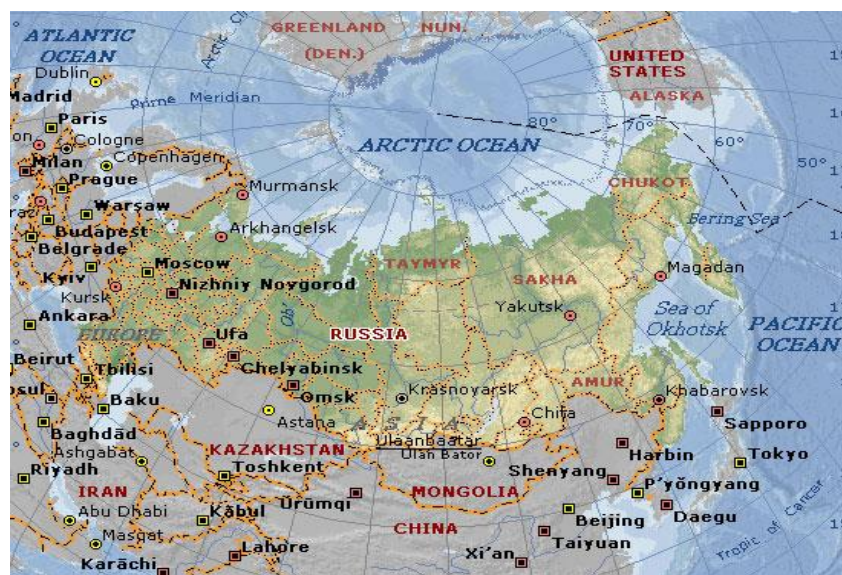 GREENLAND
NUN.
(DEN.)
ATLANTIC
OCEAN
Dublin
Prime Meridian
UNITED
STATES
ALASKA
Madrid
Paris
Cologne
Copenhagen
ARCTIC OCEAN
80°
70°
60°
50°
Milan
Prague
Murmansk
CHUKOT
Warsaw
Budapest
Belgrade
Arkhangelsk
Bering Sea
Kyiv
Moscow
TAYMYR
SAKHA
Magadan
Kursk
Nizhniy Novgorod
Ob'
Yakutsk
Sea of
Okhotsk
PACIFIC
OCEAN
Ankara
EUROPE
Ufa
RUSSIA
Beirut
Tbilisi
Chelyabinsk
Omsk
Krasnoyarsk
AMUR
Khabarovsk
Baku
Astana
ASIA
Chita
Sapporo
Baghdād
Ashgabat
KAZAKHSTAN
Ulaanbaatar
Ulan Bator
Harbin
Tokyo
Riyadh
IRAN
Toshkent
Ürümqi
MONGOLIA
Shenyang
P'yŏngyang
Abu Dhabi
Kābul
CHINA
Beijing
Daegu
Masqat
Lahore
Taiyuan
Xi'an
Karāchi
Tropic of Cancer